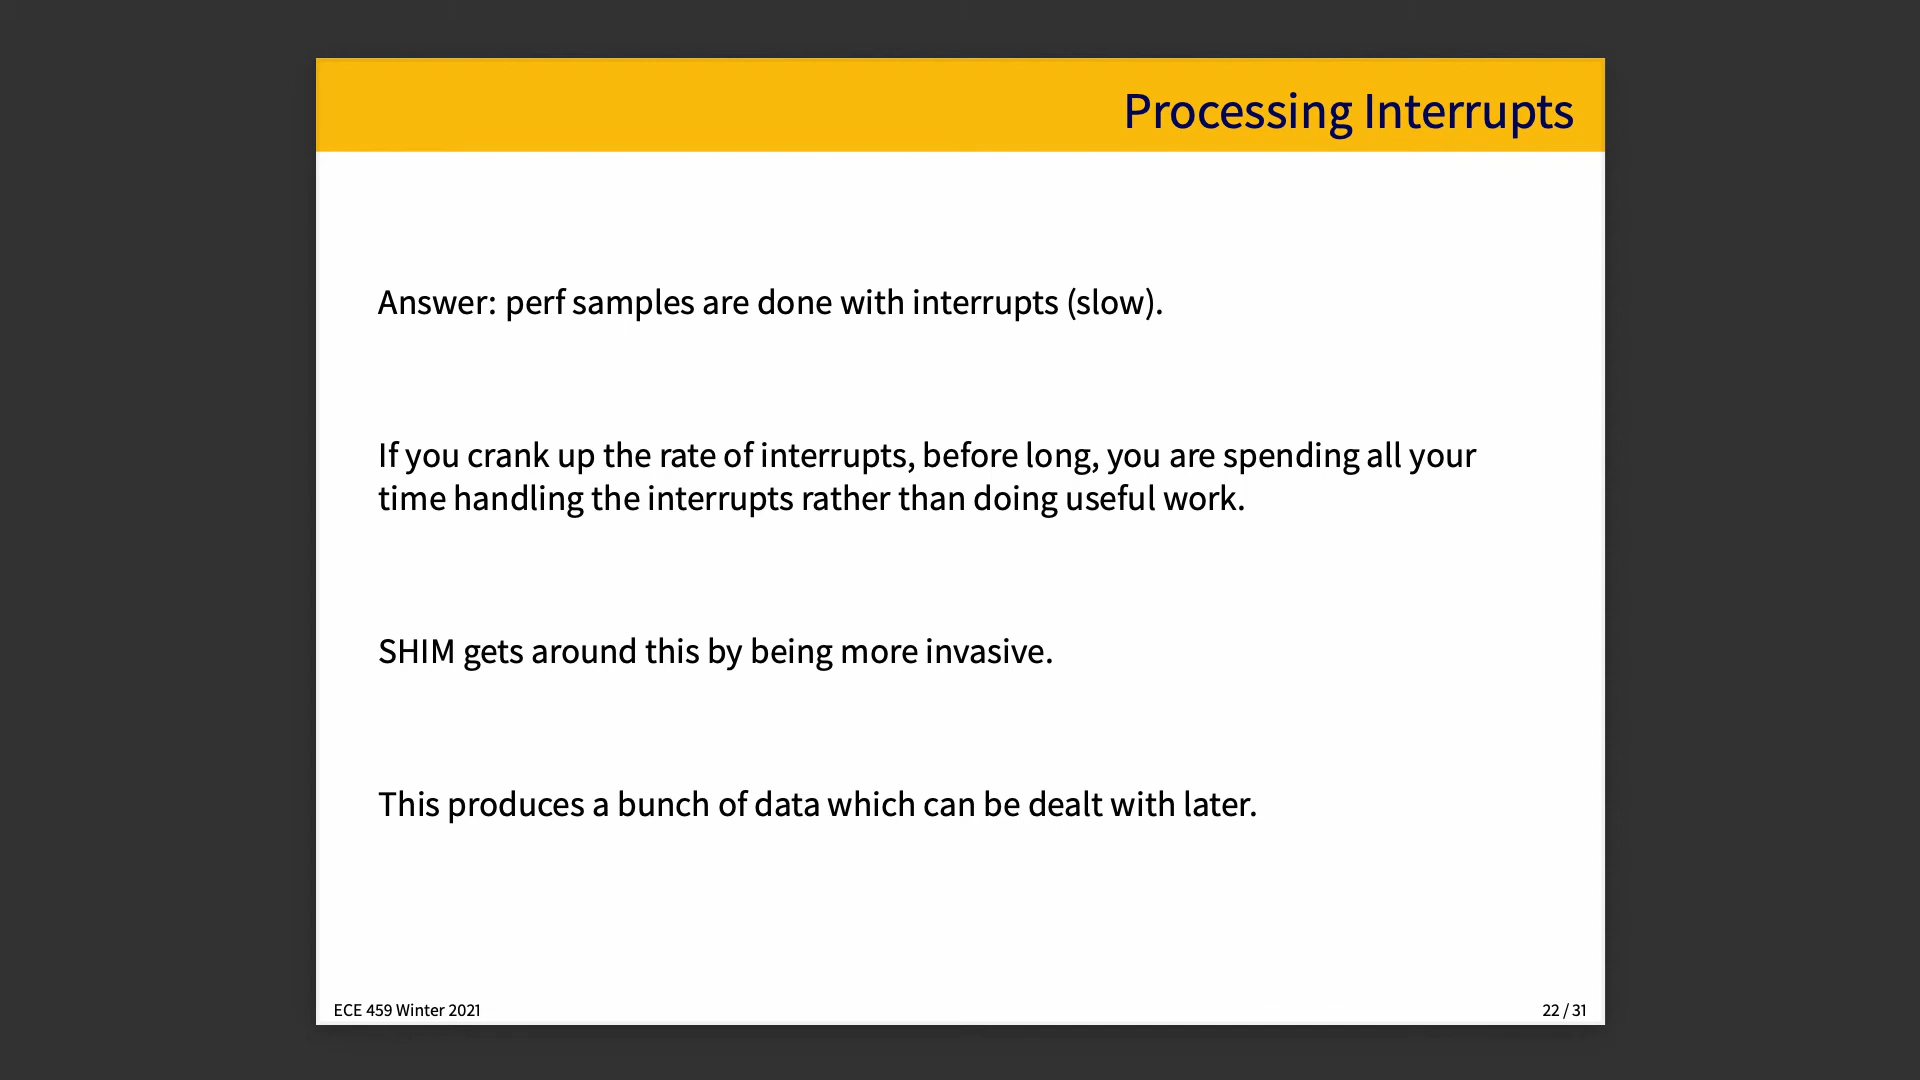 Processing Interrupts
Answer: perf samples are done with interrupts (slow).
If you crank up the rate of interrupts, before long, you are spending all your
time handling the interrupts rather than doing useful work.
SHIM gets around this by being more invasive.
This produces a bunch of data which can be dealt with later.
ECE 459 Winter 2021
22 / 31